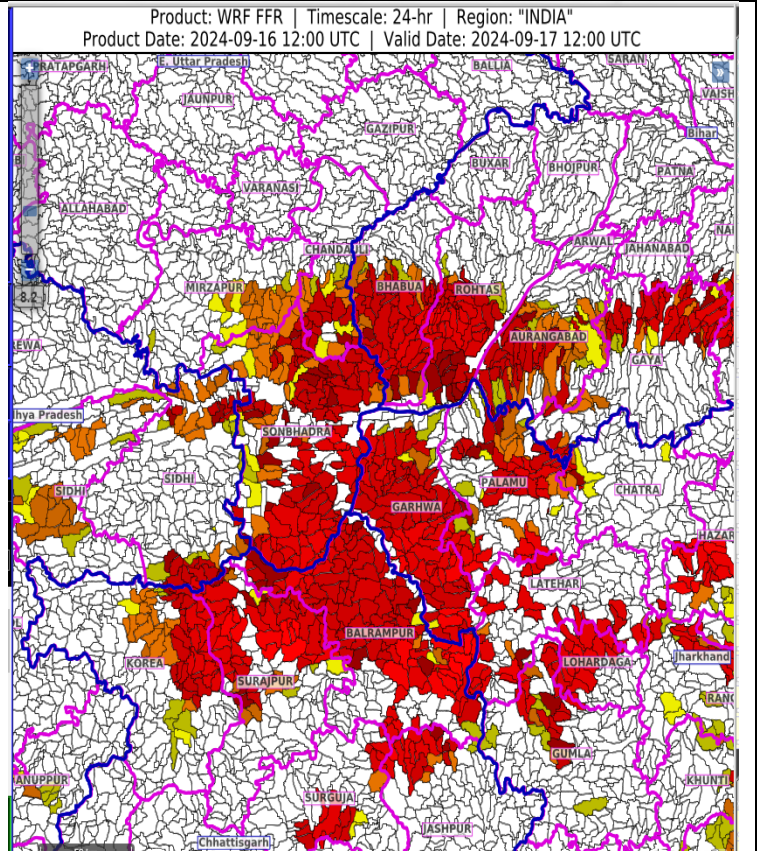 Product: WRF FFR | Timescale: 24-hr | Region: "INDIA"
Product Date: 2024-09-16 12:00 UTC | Valid Date: 2024-09-17 12:00 UTC
PRATAPGARH
E. Uttar Pradesh
BALLIA
SARAN
JAUNPUR
VAISH
GAZIPUR
Bihar
BUXAR
BHOJPUR
PATNA
VARANASI
ALLAHABAD
CHANDAULI
ARWAL
JAHANABAD
NA
MIRZAPUR
BHABUA
ROHTAS
8.2
AURANGABAD
REWA
GAYA
dhya Pradesh
SONBHADRA
SIDHI
SIDHI
PALAMU
CHATRA
GARHWA
HAZAR
LATEHAR
BALRAMPUR
KOREA
LOHARDAGA
Jharkhand
SURAJPUR
RANC
GUMLA
ANUPPUR
KHUNTI
SURGUJA
JASHPUR
Chhattisgarh